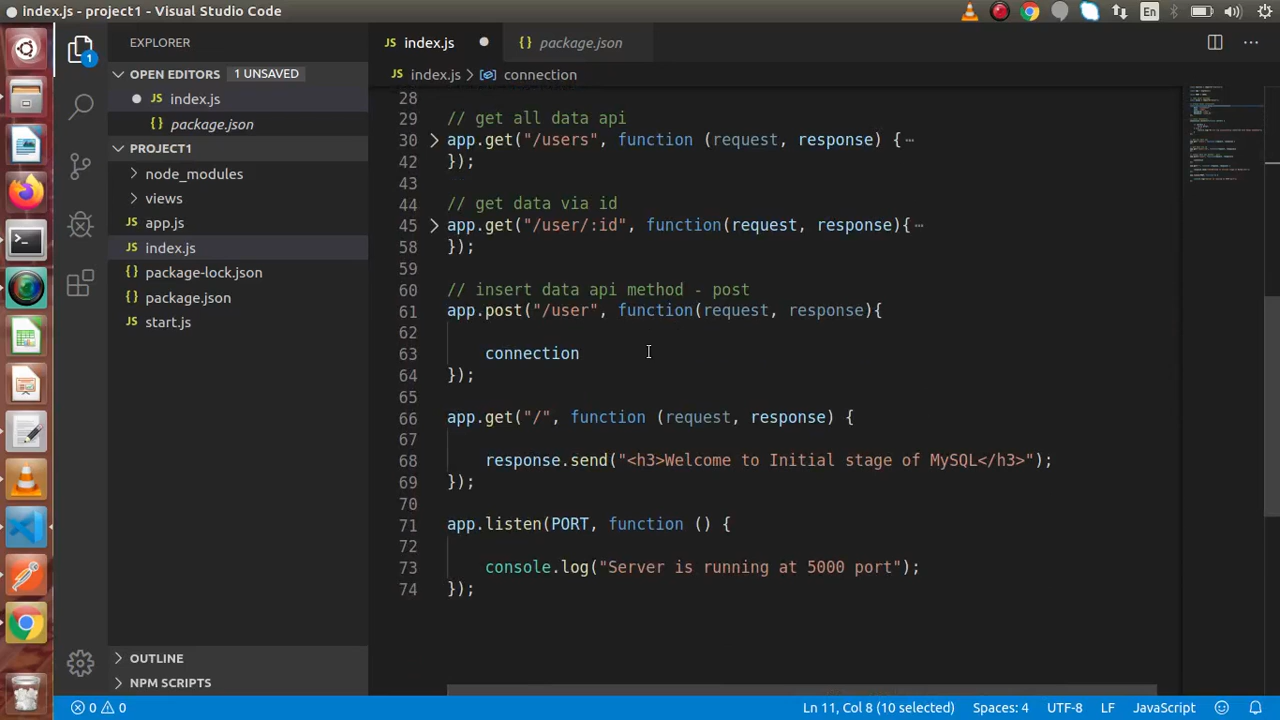 index.js - project1 - Visual Studio Code
En
EXPLORER
index.js
package.json
1
OPEN EDITORS 1 UNSAVED
index.js
package.json
PROJECT1
node_modules
views
app.js
index.js
package-lock.json
package.json
start.js
OUTLINE
NPM SCRIPTS
index.js > connection
28
29 // get all data api
30 app.get("/users", function (request, response) {…
42 });
43
44 // get data via id
45 app.get("/user/:id", function(request, response){…
58 });
59
60 // insert data api method - post
61 app.post("/user", function(request, response){
62
63 connection
64 });
65
66 app.get("/", function (request, response) {
67
68 response.send("<h3>Welcome to Initial stage of MySQL</h3>");
69 });
70
71 app.listen(PORT, function () {
72
73 console.log("Server is running at 5000 port");
74 });
0 0 Ln 11, Col 8 (10 selected) Spaces: 4 UTF-8 LF JavaScript